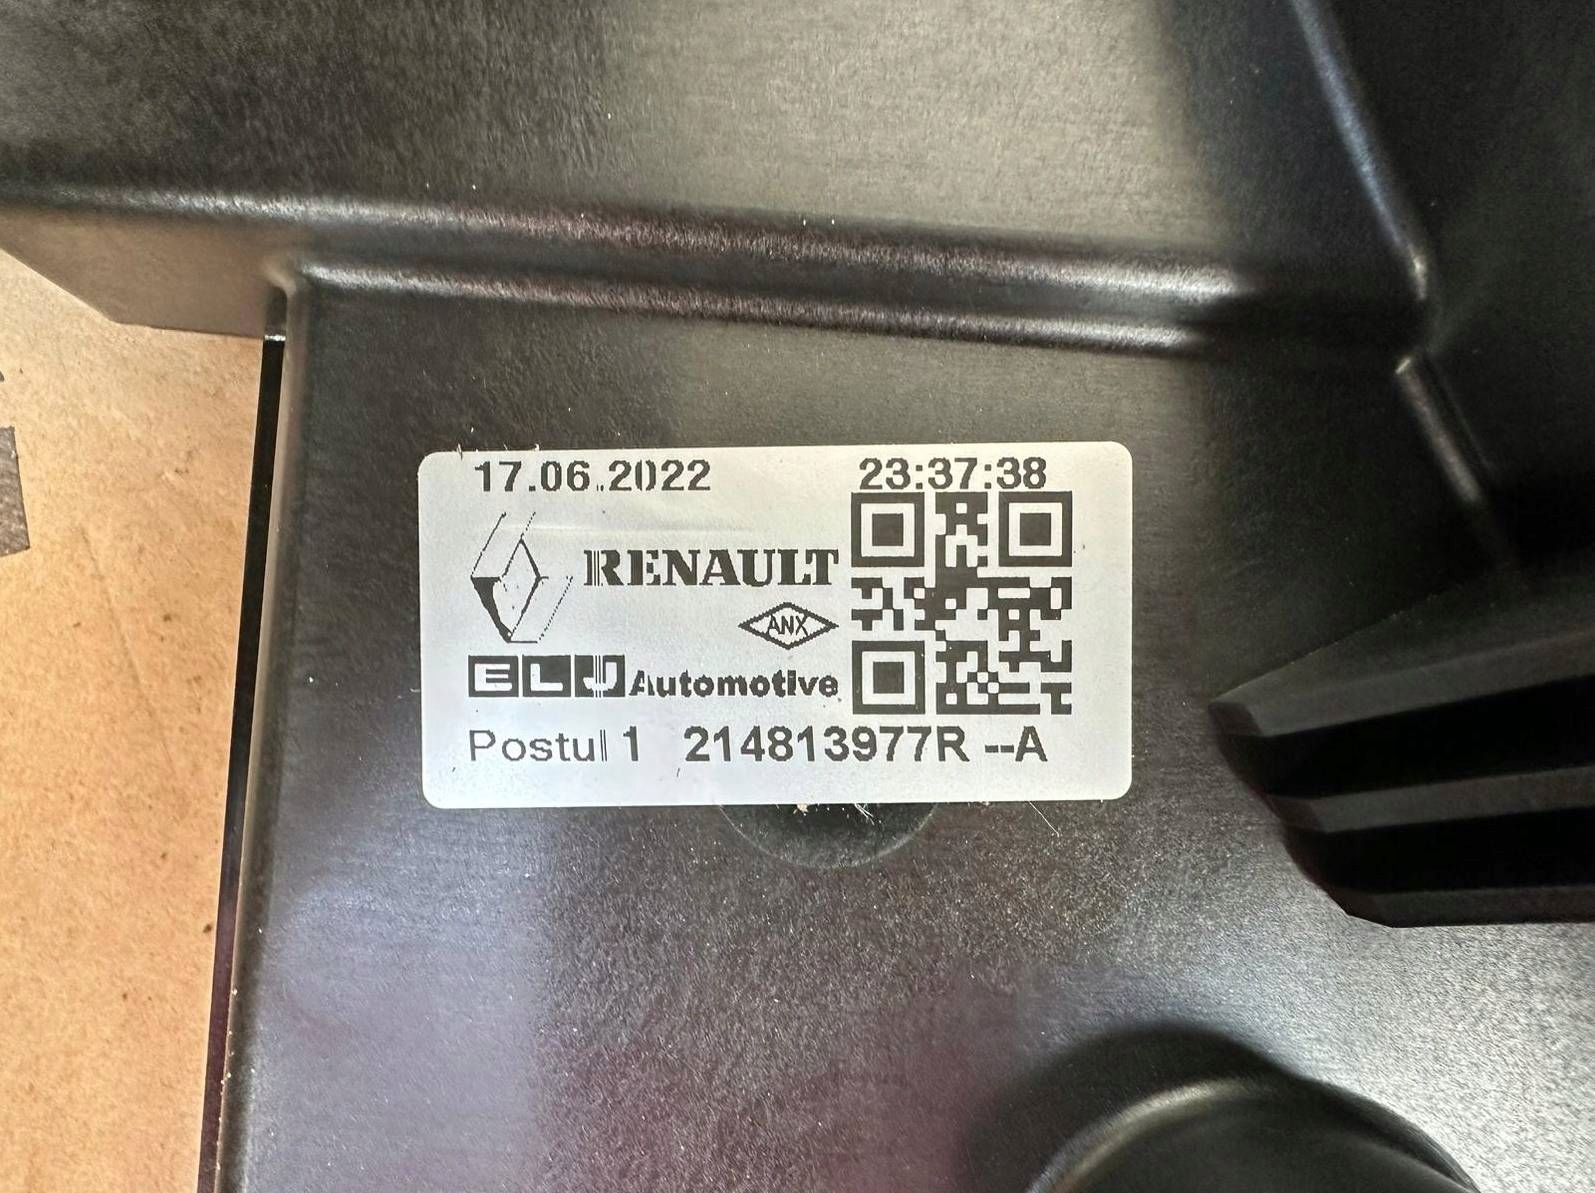 17.06.2022 23:37:38
RENAULT
ANX
ELJ Automotive
Postul 1 214813977R --A